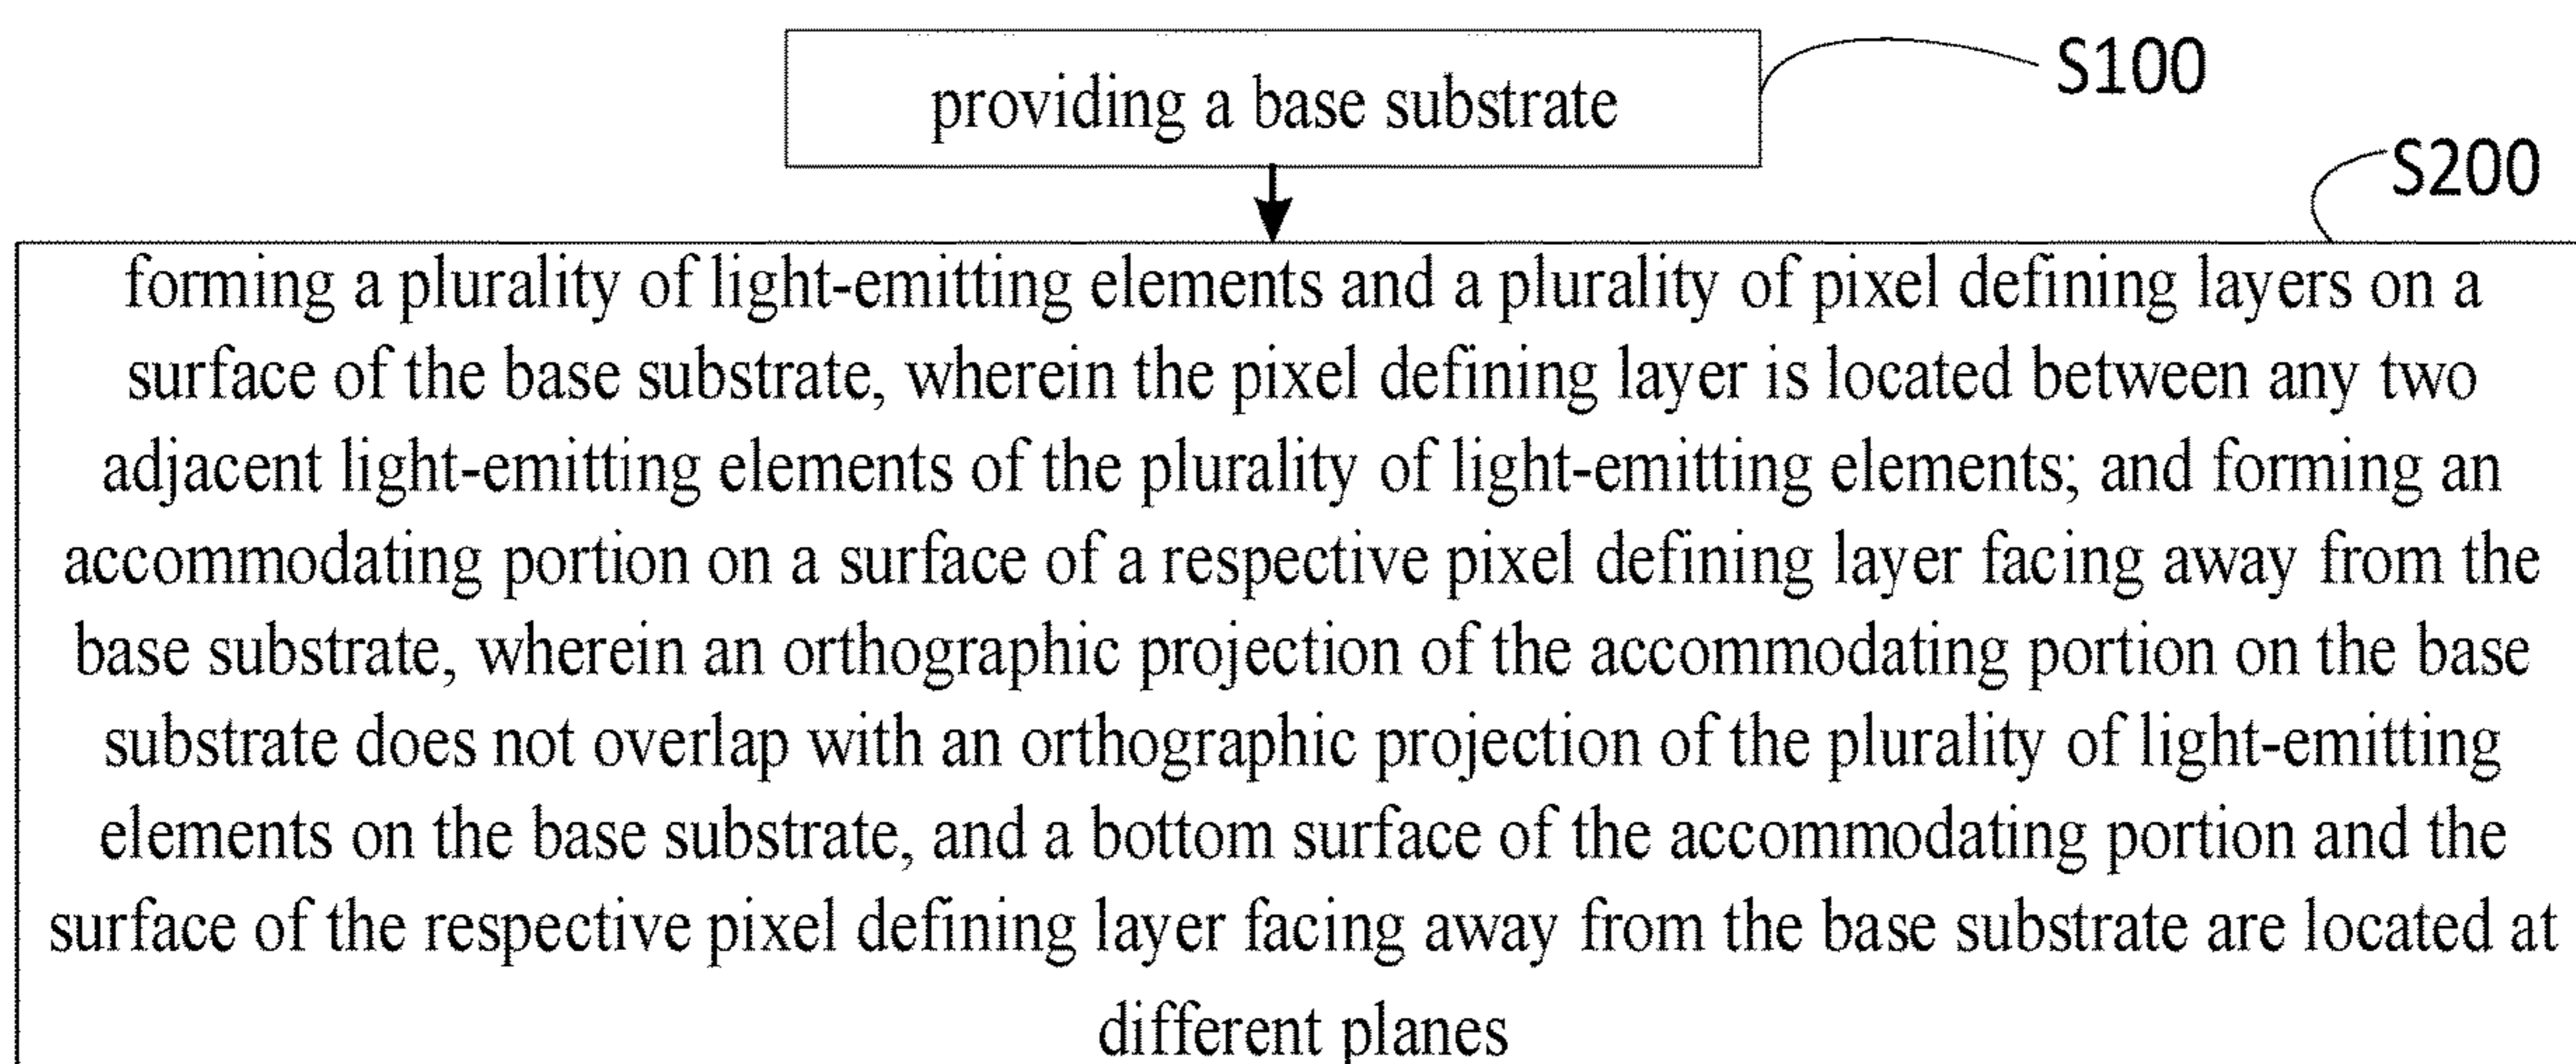 providing a base substrate
S100
S200
forming a plurality of light-emitting elements and a plurality of pixel defining layers on a
surface of the base substrate, wherein the pixel defining layer is located between any two
adjacent light-emitting elements of the plurality of light-emitting elements; and forming an
accommodating portion on a surface of a respective pixel defining layer facing away from the
base substrate, wherein an orthographic projection of the accommodating portion on the base
substrate does not overlap with an orthographic projection of the plurality of light-emitting
elements on the base substrate, and a bottom surface of the accommodating portion and the
surface of the respective pixel defining layer facing away from the base substrate are located at
different planes